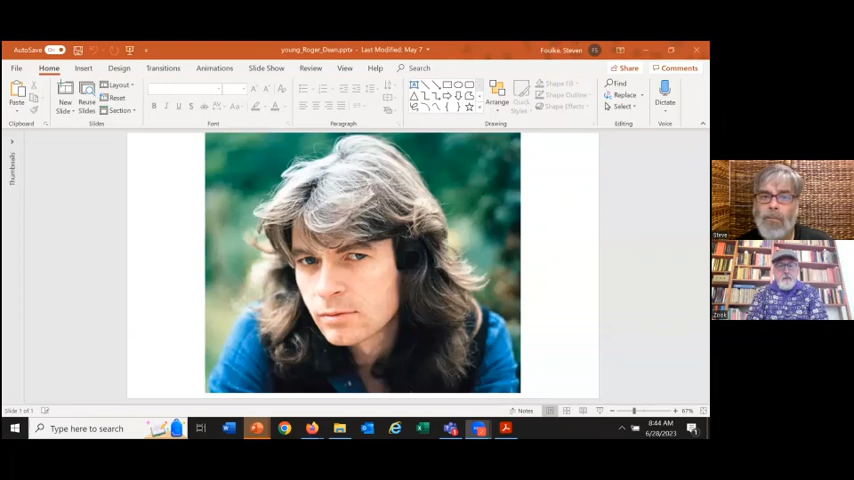 AutoSave On young_Roger_Dean.pptx - Last Modified: May 7 Foulke, Steven FS
File Home Insert Design Transitions Animations Slide Show Review View Help Search Share Comments
Paste New Slide Reuse Slides Layout Reset Section Arrange Quick Styles Shape Fill Shape Outline Shape Effects Find Replace Select Dictate
Clipboard Slides Font Paragraph Drawing Editing Voice
Thumbnails
Steve
Zook
Slide 1 of 1 Notes 67%
Type here to search 8:44 AM
6/28/2023